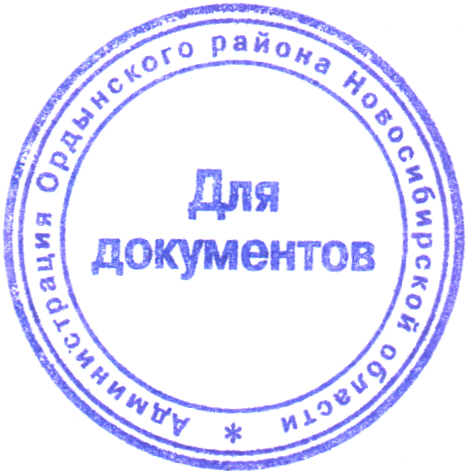 Администрация Ордынского района Новосибирской области *
Для
документов